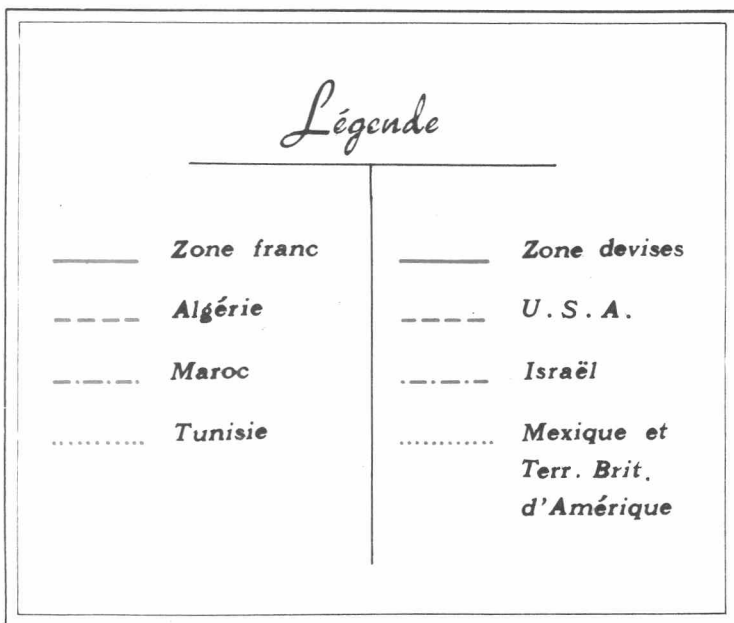 Légende
Zone franc
Algérie
Maroc
Tunisie
Zone devises
U.S.A.
Israël
Mexique et
Terr. Brit.
d'Amérique